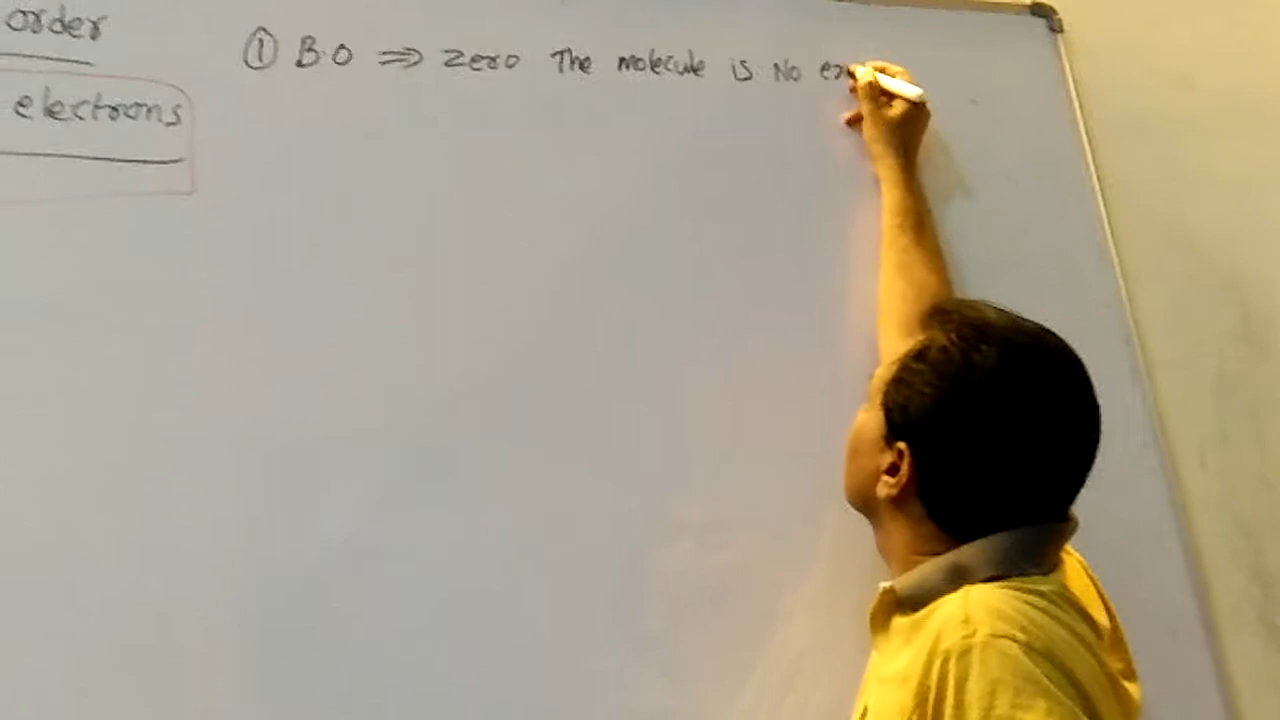 order
① B.O ⇒ Zero The molecule is No
electrons